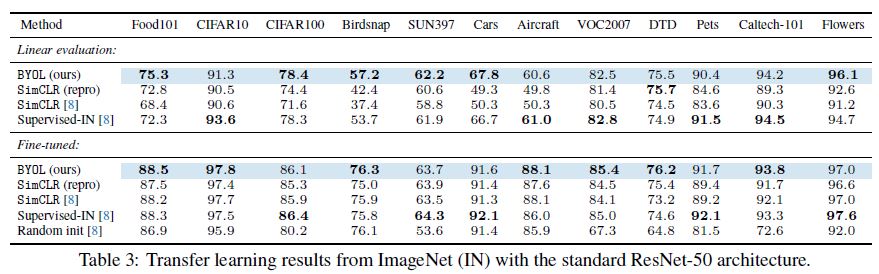 Method Food101 CIFAR10 CIFAR100 Birdsnap SUN397 Cars Aircraft VOC2007 DTD Pets Caltech-101 Flowers
Linear evaluation:
BYOL (ours) 75.3 91.3 78.4 57.2 62.2 67.8 60.6 82.5 75.5 90.4 94.2 96.1
SimCLR (repro) 72.8 90.5 74.4 42.4 60.6 49.3 49.8 81.4 75.7 84.6 89.3 92.6
SimCLR [8] 68.4 90.6 71.6 37.4 58.8 50.3 50.3 80.5 74.5 83.6 90.3 91.2
Supervised-IN [8] 72.3 93.6 78.3 53.7 61.9 66.7 61.0 82.8 74.9 91.5 94.5 94.7
Fine-tuned:
BYOL (ours) 88.5 97.8 86.1 76.3 63.7 91.6 88.1 85.4 76.2 91.7 93.8 97.0
SimCLR (repro) 87.5 97.4 85.3 75.0 63.9 91.4 87.6 84.5 75.4 89.4 91.7 96.6
SimCLR [8] 88.2 97.7 85.9 75.9 63.5 91.3 88.1 84.1 73.2 89.2 92.1 97.0
Supervised-IN [8] 88.3 97.5 86.4 75.8 64.3 92.1 86.0 85.0 74.6 92.1 93.3 97.6
Random init [8] 86.9 95.9 80.2 76.1 53.6 91.4 85.9 67.3 64.8 81.5 72.6 92.0
Table 3: Transfer learning results from ImageNet (IN) with the standard ResNet-50 architecture.